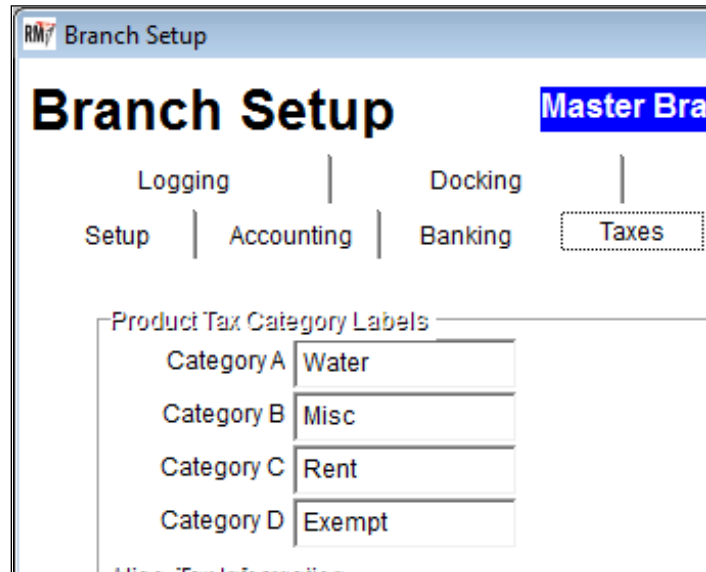 RM Branch Setup
Branch Setup
Master Bra
Logging Docking
Setup Accounting Banking Taxes
Product Tax Category Labels
Category A Water
Category B Misc
Category C Rent
Category D Exempt